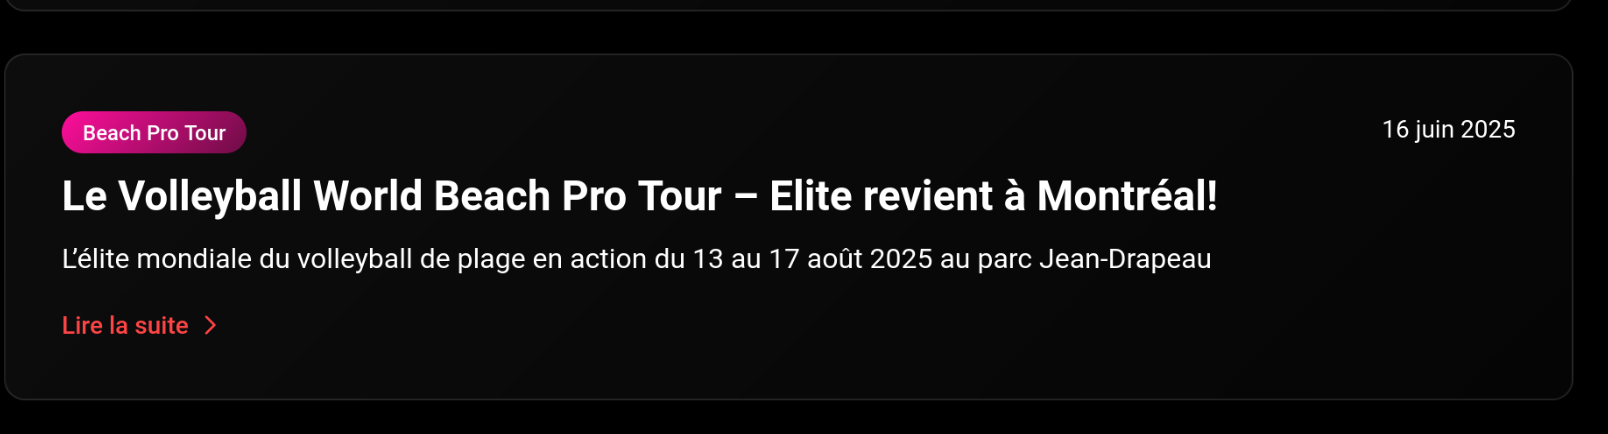 Beach Pro Tour
16 juin 2025
Le Volleyball World Beach Pro Tour – Elite revient à Montréal!
L’élite mondiale du volleyball de plage en action du 13 au 17 août 2025 au parc Jean-Drapeau
Lire la suite